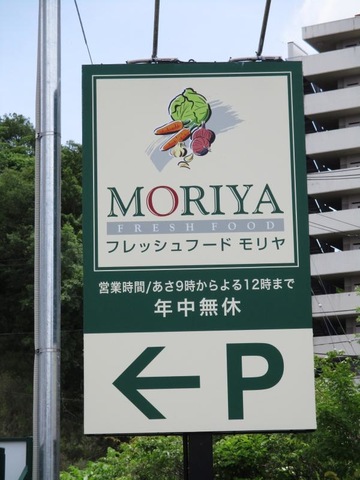 MORIYA
FRESH FOOD
フレッシュフード モリヤ
営業時間/あさ9時からよる12時まで
年中無休
←P